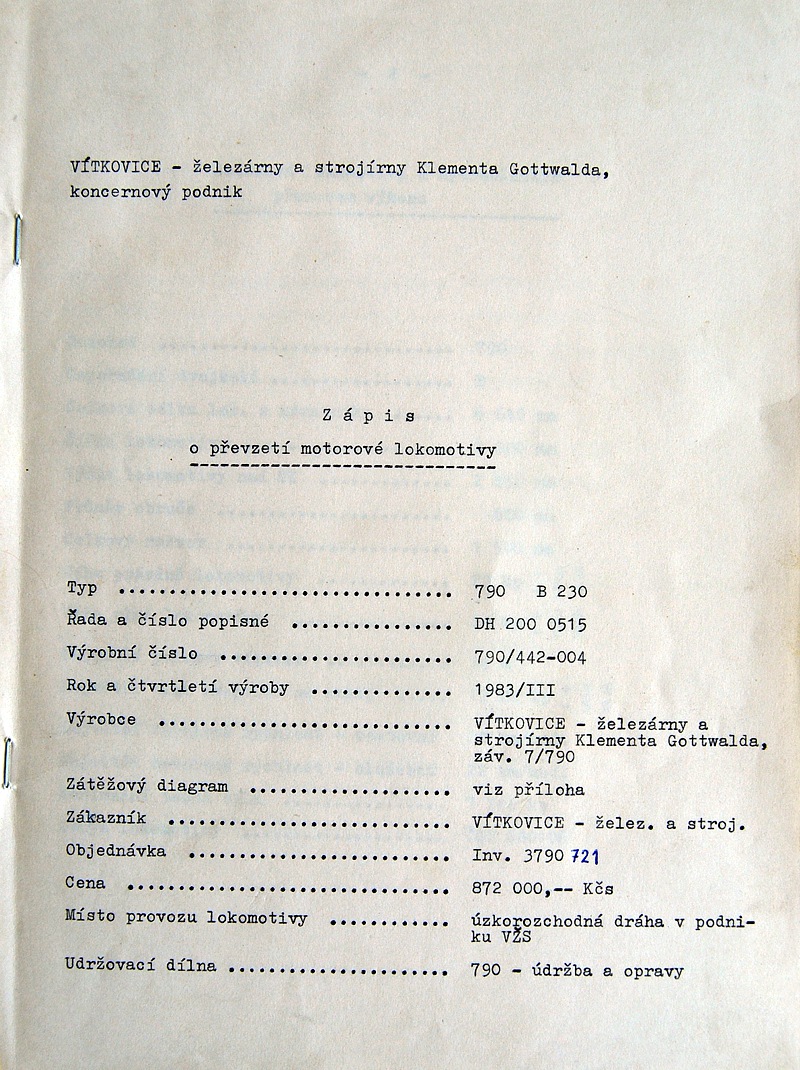 VÍTKOVICE - železárny a strojírny Klementa Gottwalda,
koncernový podnik
Z á p i s
o převzetí motorové lokomotivy
Typ ................................. 790 B 230
Řada a číslo popisné ................ DH 200 0515
Výrobní číslo ....................... 790/442-004
Rok a čtvrtletí výroby .............. 1983/III
Výrobce ............................. VÍTKOVICE - železárny a
strojírny Klementa Gottwalda,
záv. 7/790
Zátěžový diagram .................... viz příloha
Zákazník ............................ VÍTKOVICE - želez. a stroj.
Objednávka .......................... Inv. 3790 721
Cena ................................ 872 000,-- Kčs
Místo provozu lokomotivy ............ úzkorozchodná dráha v podni-
ku VŽS
Udržovací dílna ...................... 790 - údržba a opravy